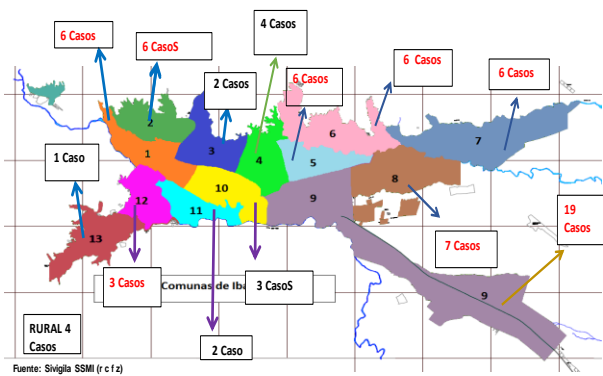 4 Casos
6 Casos
6 CasoS
6 Casos
6 Casos
2 Casos
6 Casos
2
6
7
1
3
4
5
1 Caso
8
10
12
9
11
19
Casos
13
7 Casos
3 Casos
Comunas de Iba
3 CasoS
9
RURAL 4
Casos
2 Caso
Fuente: Sivigila SSMI (r c f z)